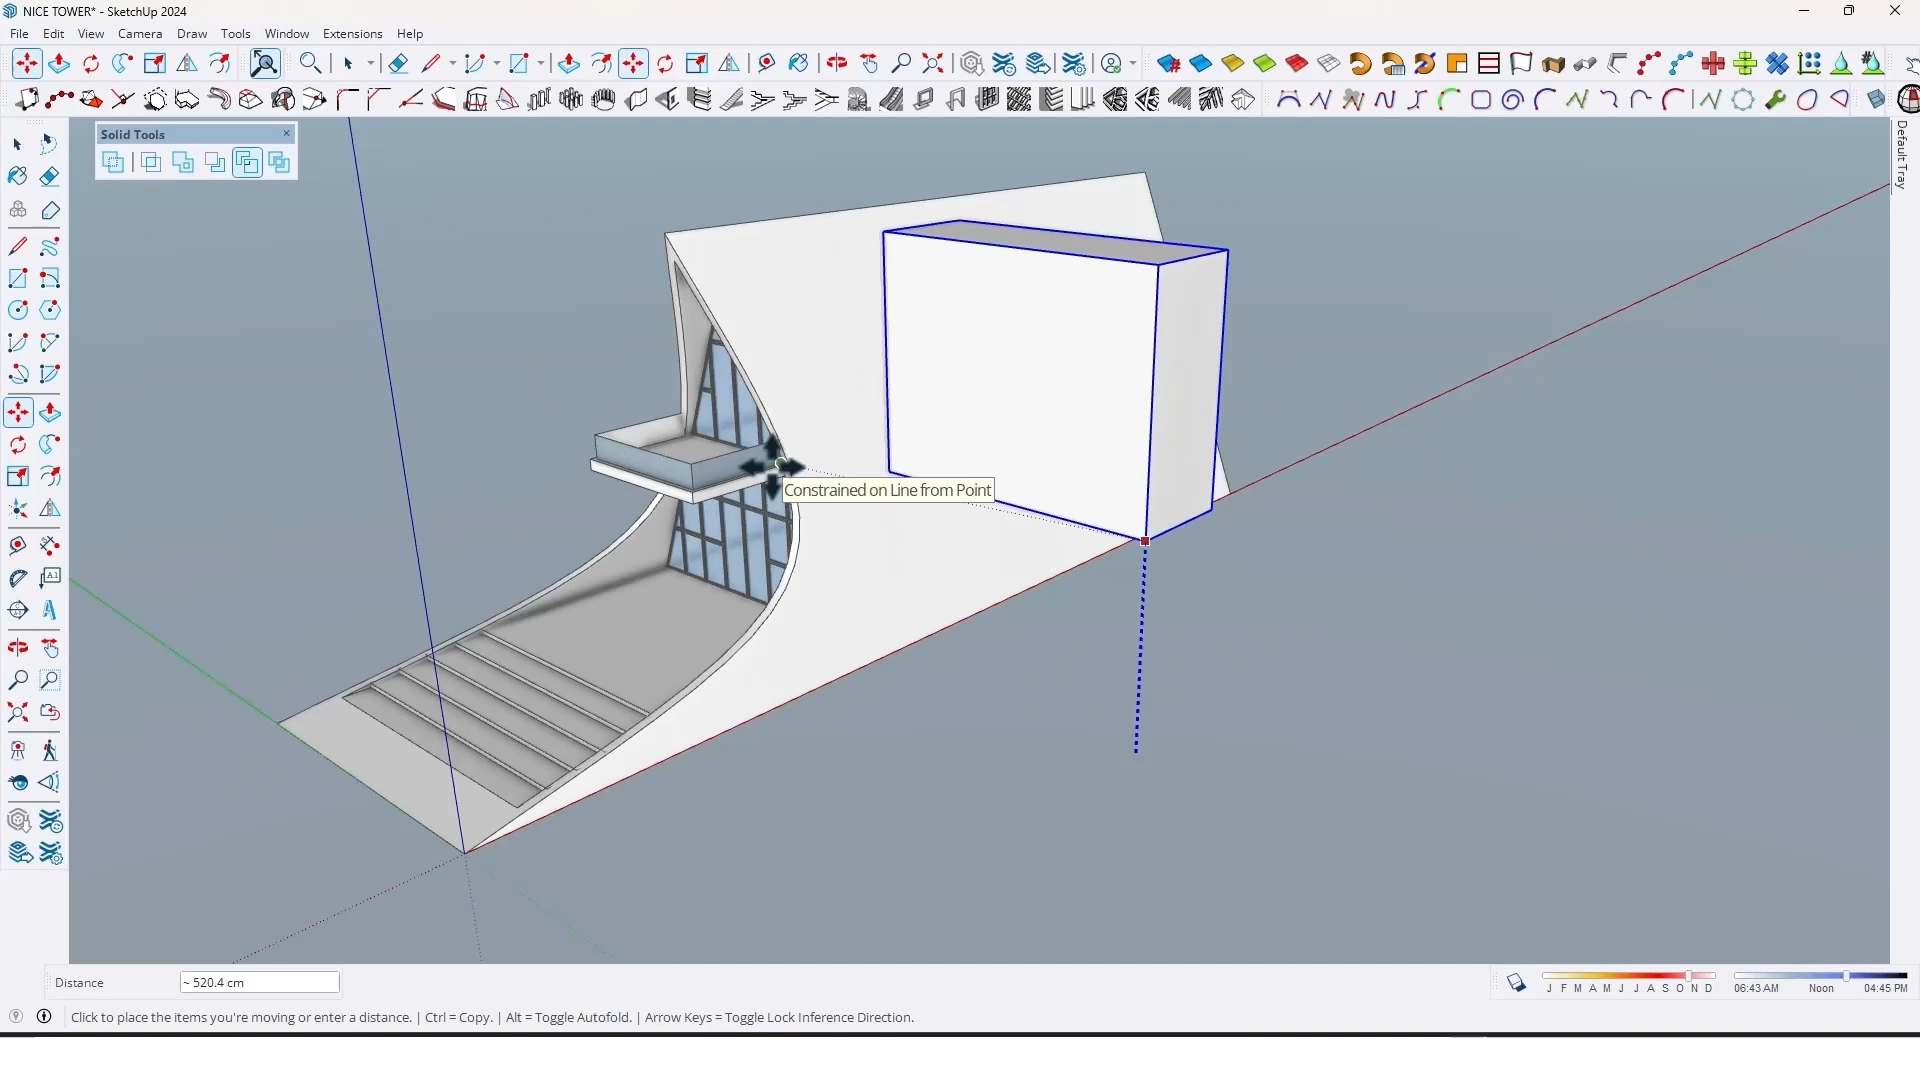 NICE TOWER* - SketchUp 2024
File Edit View Camera Draw Tools Window Extensions Help
Solid Tools
Default Tray
Constrained on Line from Point
Distance ~ 520.4 cm
J F M A M J J A S O N D 06:43 AM Noon 04:45 PM
Click to place the items you're moving or enter a distance. | Ctrl = Copy. | Alt = Toggle Autofold. | Arrow Keys = Toggle Lock Inference Direction.